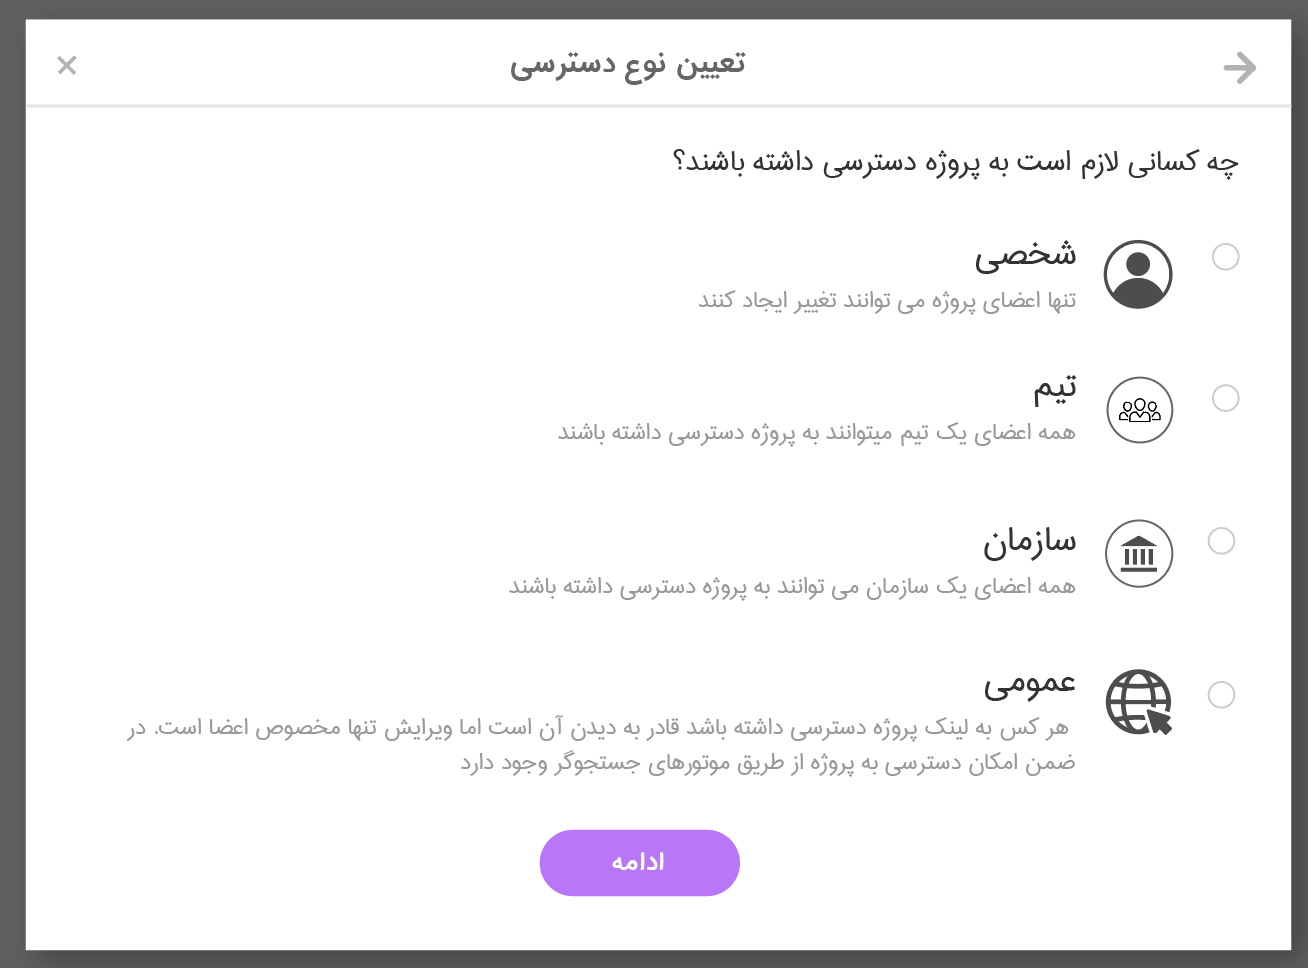 تعیین نوع دسترسی
چه کسانی لازم است به پروژه دسترسی داشته باشند؟
شخصی
تنها اعضای پروژه می توانند تغییر ایجاد کنند
تیم
همه اعضای یک تیم میتوانند به پروژه دسترسی داشته باشند
سازمان
همه اعضای یک سازمان می توانند به پروژه دسترسی داشته باشند
عمومی
هر کس به لینک پروژه دسترسی داشته باشد قادر به دیدن آن است اما ویرایش تنها مخصوص اعضا است. در
ضمن امکان دسترسی به پروژه از طریق موتورهای جستجوگر وجود دارد
ادامه